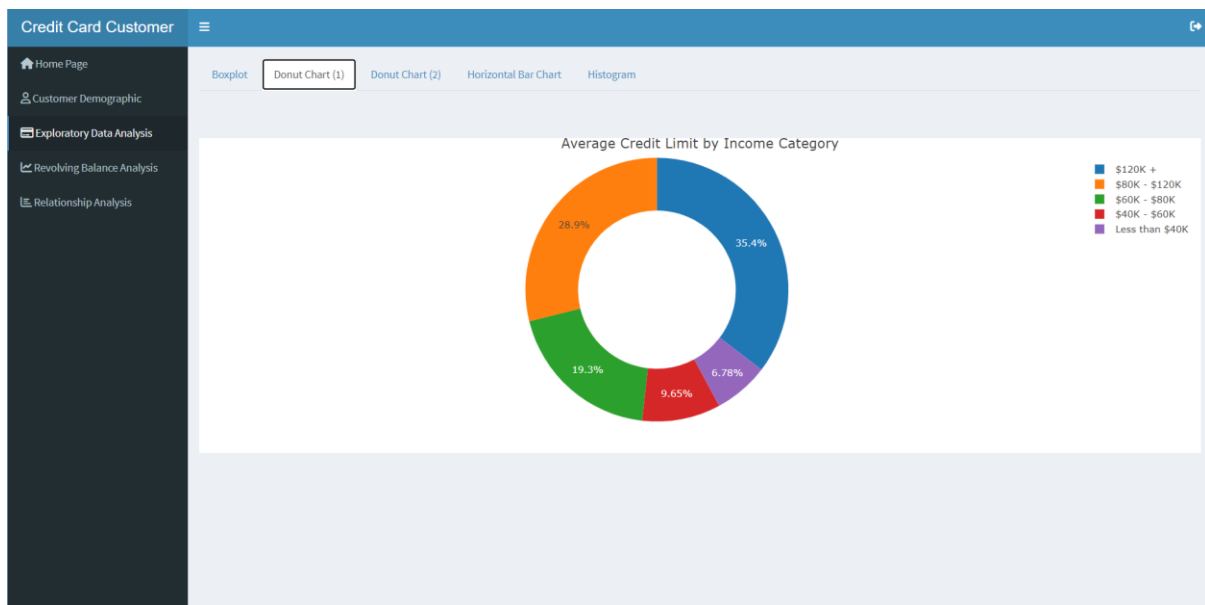 Credit Card Customer
Home Page
Customer Demographic
Exploratory Data Analysis
Revolving Balance Analysis
Relationship Analysis
Boxplot
Donut Chart (1)
Donut Chart (2)
Horizontal Bar Chart
Histogram
Average Credit Limit by Income Category
28.9%
35.4%
19.3%
9.65%
6.78%
$120K +
$80K - $120K
$60K - $80K
$40K - $60K
Less than $40K